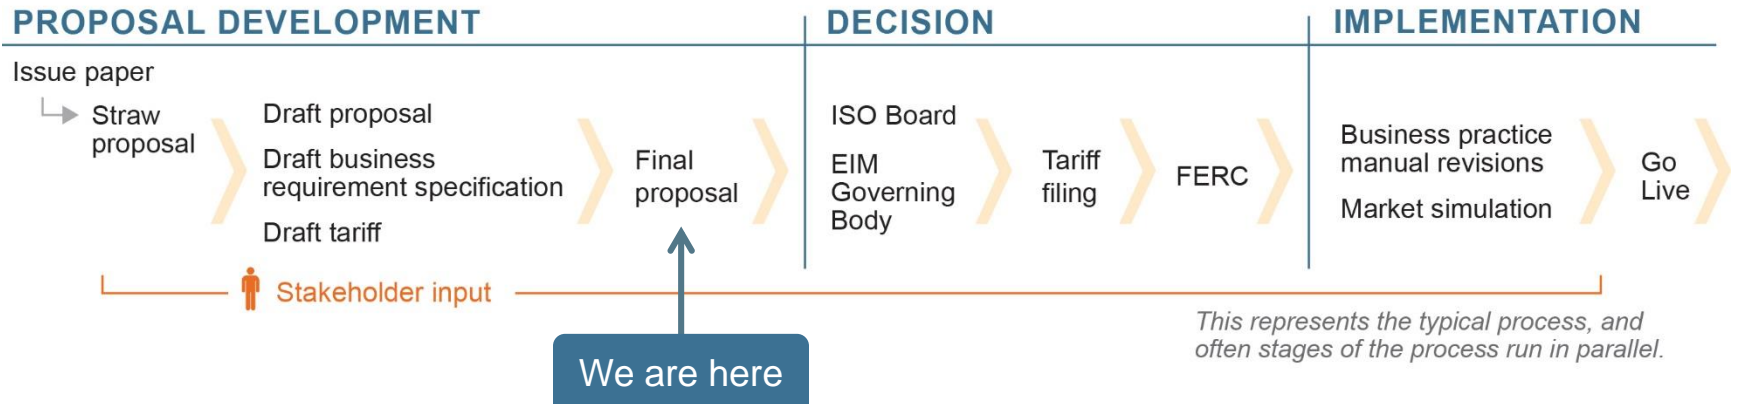 PROPOSAL DEVELOPMENT
DECISION
IMPLEMENTATION
Issue paper
Straw
proposal
Draft proposal
Draft business
requirement specification
Draft tariff
Final
proposal
ISO Board
EIM
Governing
Body
Tariff
filing
FERC
Business practice
manual revisions
Market simulation
Go
Live
Stakeholder input
This represents the typical process, and
often stages of the process run in parallel.
We are here